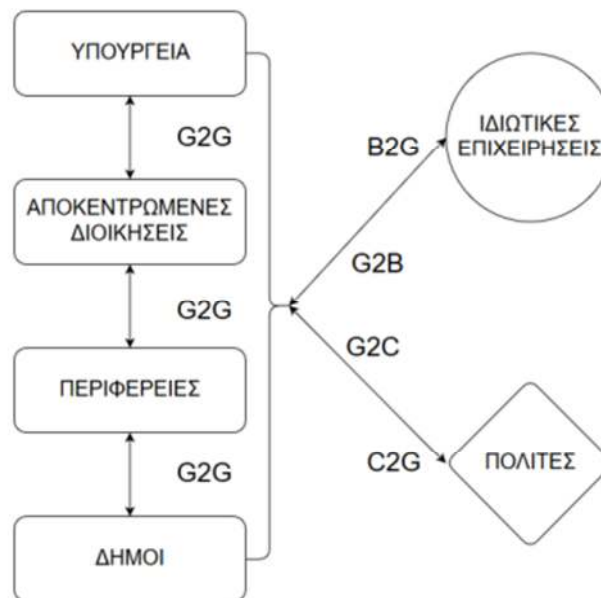 ΥΠΟΥΡΓΕΙΑ
G2G
ΑΠΟΚΕΝΤΡΩΜΕΝΕΣ
ΔΙΟΙΚΗΣΕΙΣ
G2G
ΠΕΡΙΦΕΡΕΙΕΣ
G2G
ΔΗΜΟΙ
B2G
ΙΔΙΩΤΙΚΕΣ
ΕΠΙΧΕΙΡΗΣΕΙΣ
G2B
G2C
C2G
ΠΟΛΙΤΕΣ